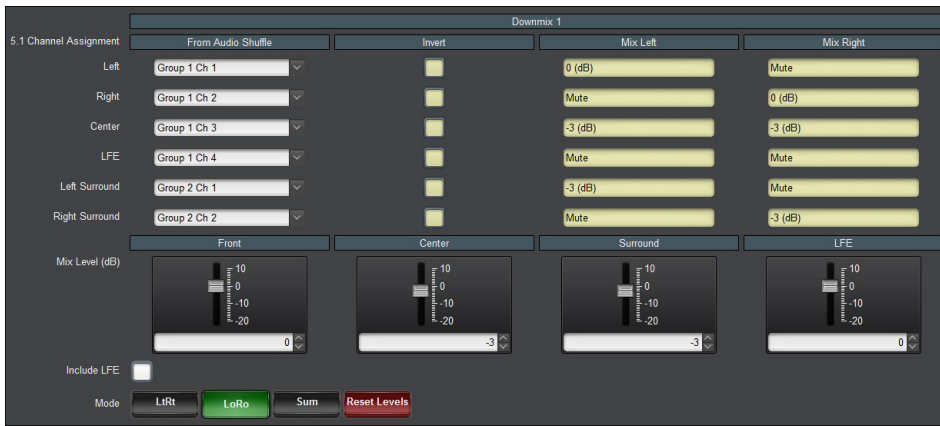 Downmix 1
5.1 Channel Assignment From Audio Shuffle Invert Mix Left Mix Right
Left Group 1 Ch 1 0 (dB) Mute
Right Group 1 Ch 2 Mute 0 (dB)
Center Group 1 Ch 3 -3 (dB) -3 (dB)
LFE Group 1 Ch 4 Mute Mute
Left Surround Group 2 Ch 1 -3 (dB) Mute
Right Surround Group 2 Ch 2 Mute -3 (dB)
Front Center Surround LFE
Mix Level (dB) 10 10 10 10
0 0 0 0
-10 -10 -10 -10
-20 -20 -20 -20
0 -3 -3 0
Include LFE
Mode LtRt LoRo Sum Reset Levels